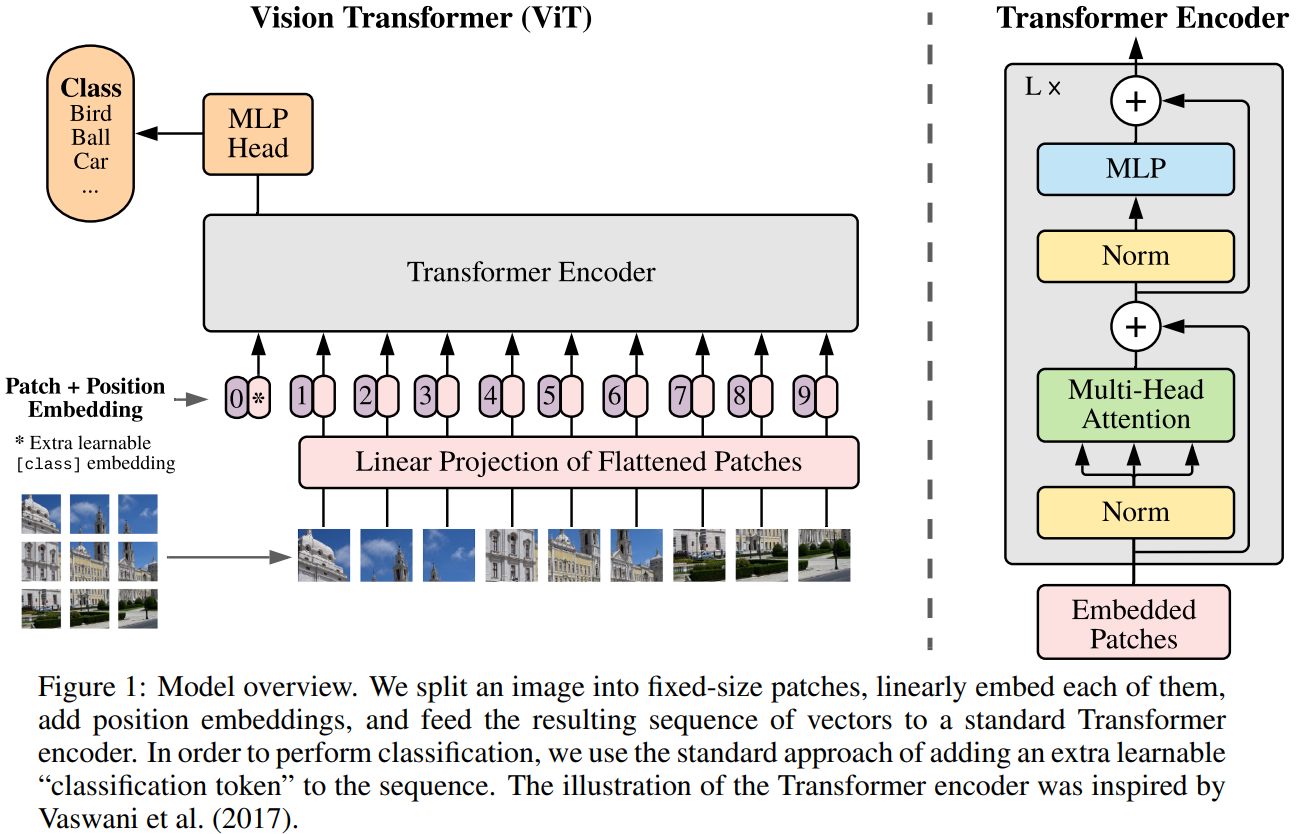 Vision Transformer (ViT)
Transformer Encoder
Class
Bird
Ball
Car
...
MLP
Head
Transformer Encoder
Patch + Position
Embedding
* Extra learnable
[class] embedding
0 * 1 2 3 4 5 6 7 8 9
Linear Projection of Flattened Patches
L ×
+
MLP
Norm
+
Multi-Head
Attention
Norm
Embedded
Patches
Figure 1: Model overview. We split an image into fixed-size patches, linearly embed each of them,
add position embeddings, and feed the resulting sequence of vectors to a standard Transformer
encoder. In order to perform classification, we use the standard approach of adding an extra learnable
“classification token” to the sequence. The illustration of the Transformer encoder was inspired by
Vaswani et al. (2017).